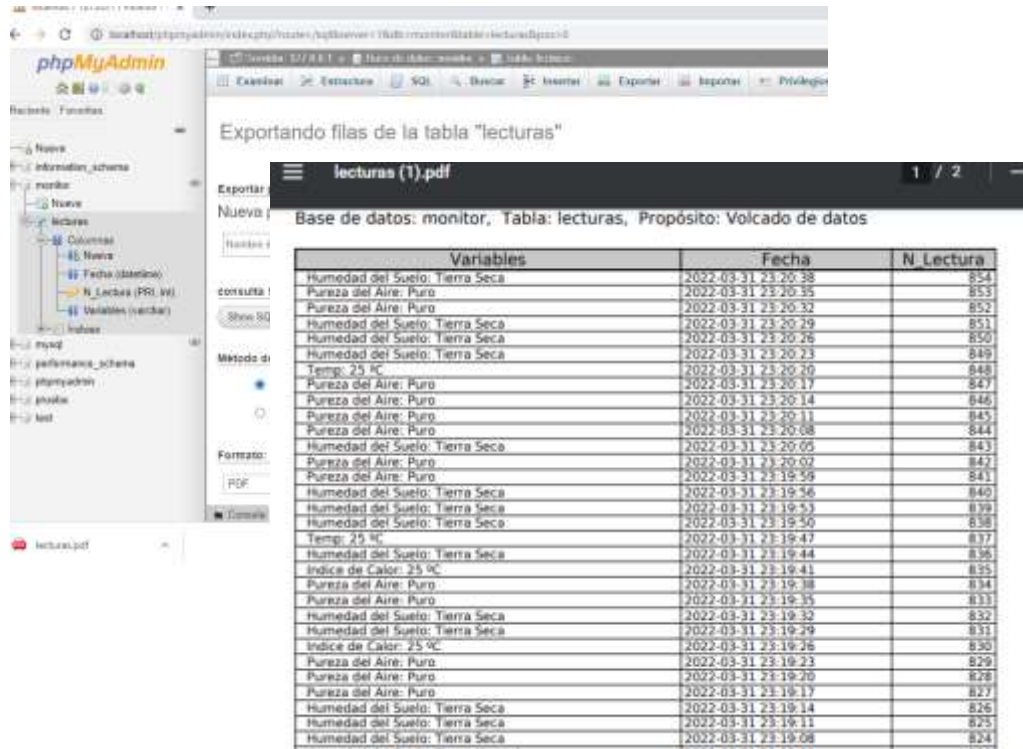 localhost/phpmyadmin/index.php
phpMyAdmin
Reciente Favoritas
Nueva
information_schema
monitor
Nueva
lecturas
Columnas
Nueva
Fecha (datetime)
N_Lectura (PRI, int)
Variables (varchar)
Indices
mysql
performance_schema
phpmyadmin
prueba
test
Examinar Estructura SQL Buscar Insertar Exportar Importar Privilegios
Exportando filas de la tabla "lecturas"
Exportar
Nueva
consulta
Show SQ
Método de
Formato:
PDF
Consola
lecturas.pdf
lecturas (1).pdf 1 / 2
Base de datos: monitor, Tabla: lecturas, Propósito: Volcado de datos
Variables Fecha N_Lectura
Humedad del Suelo: Tierra Seca 2022-03-31 23:20:38 854
Pureza del Aire: Puro 2022-03-31 23:20:35 853
Pureza del Aire: Puro 2022-03-31 23:20:32 852
Humedad del Suelo: Tierra Seca 2022-03-31 23:20:29 851
Humedad del Suelo: Tierra Seca 2022-03-31 23:20:26 850
Humedad del Suelo: Tierra Seca 2022-03-31 23:20:23 849
Temp: 25 ºC 2022-03-31 23:20:20 848
Pureza del Aire: Puro 2022-03-31 23:20:17 847
Pureza del Aire: Puro 2022-03-31 23:20:14 846
Pureza del Aire: Puro 2022-03-31 23:20:11 845
Pureza del Aire: Puro 2022-03-31 23:20:08 844
Humedad del Suelo: Tierra Seca 2022-03-31 23:20:05 843
Pureza del Aire: Puro 2022-03-31 23:20:02 842
Pureza del Aire: Puro 2022-03-31 23:19:59 841
Humedad del Suelo: Tierra Seca 2022-03-31 23:19:56 840
Humedad del Suelo: Tierra Seca 2022-03-31 23:19:53 839
Humedad del Suelo: Tierra Seca 2022-03-31 23:19:50 838
Temp: 25 ºC 2022-03-31 23:19:47 837
Humedad del Suelo: Tierra Seca 2022-03-31 23:19:44 836
Indice de Calor: 25 ºC 2022-03-31 23:19:41 835
Pureza del Aire: Puro 2022-03-31 23:19:38 834
Pureza del Aire: Puro 2022-03-31 23:19:35 833
Humedad del Suelo: Tierra Seca 2022-03-31 23:19:32 832
Humedad del Suelo: Tierra Seca 2022-03-31 23:19:29 831
Indice de Calor: 25 ºC 2022-03-31 23:19:26 830
Pureza del Aire: Puro 2022-03-31 23:19:23 829
Pureza del Aire: Puro 2022-03-31 23:19:20 828
Pureza del Aire: Puro 2022-03-31 23:19:17 827
Humedad del Suelo: Tierra Seca 2022-03-31 23:19:14 826
Humedad del Suelo: Tierra Seca 2022-03-31 23:19:11 825
Humedad del Suelo: Tierra Seca 2022-03-31 23:19:08 824